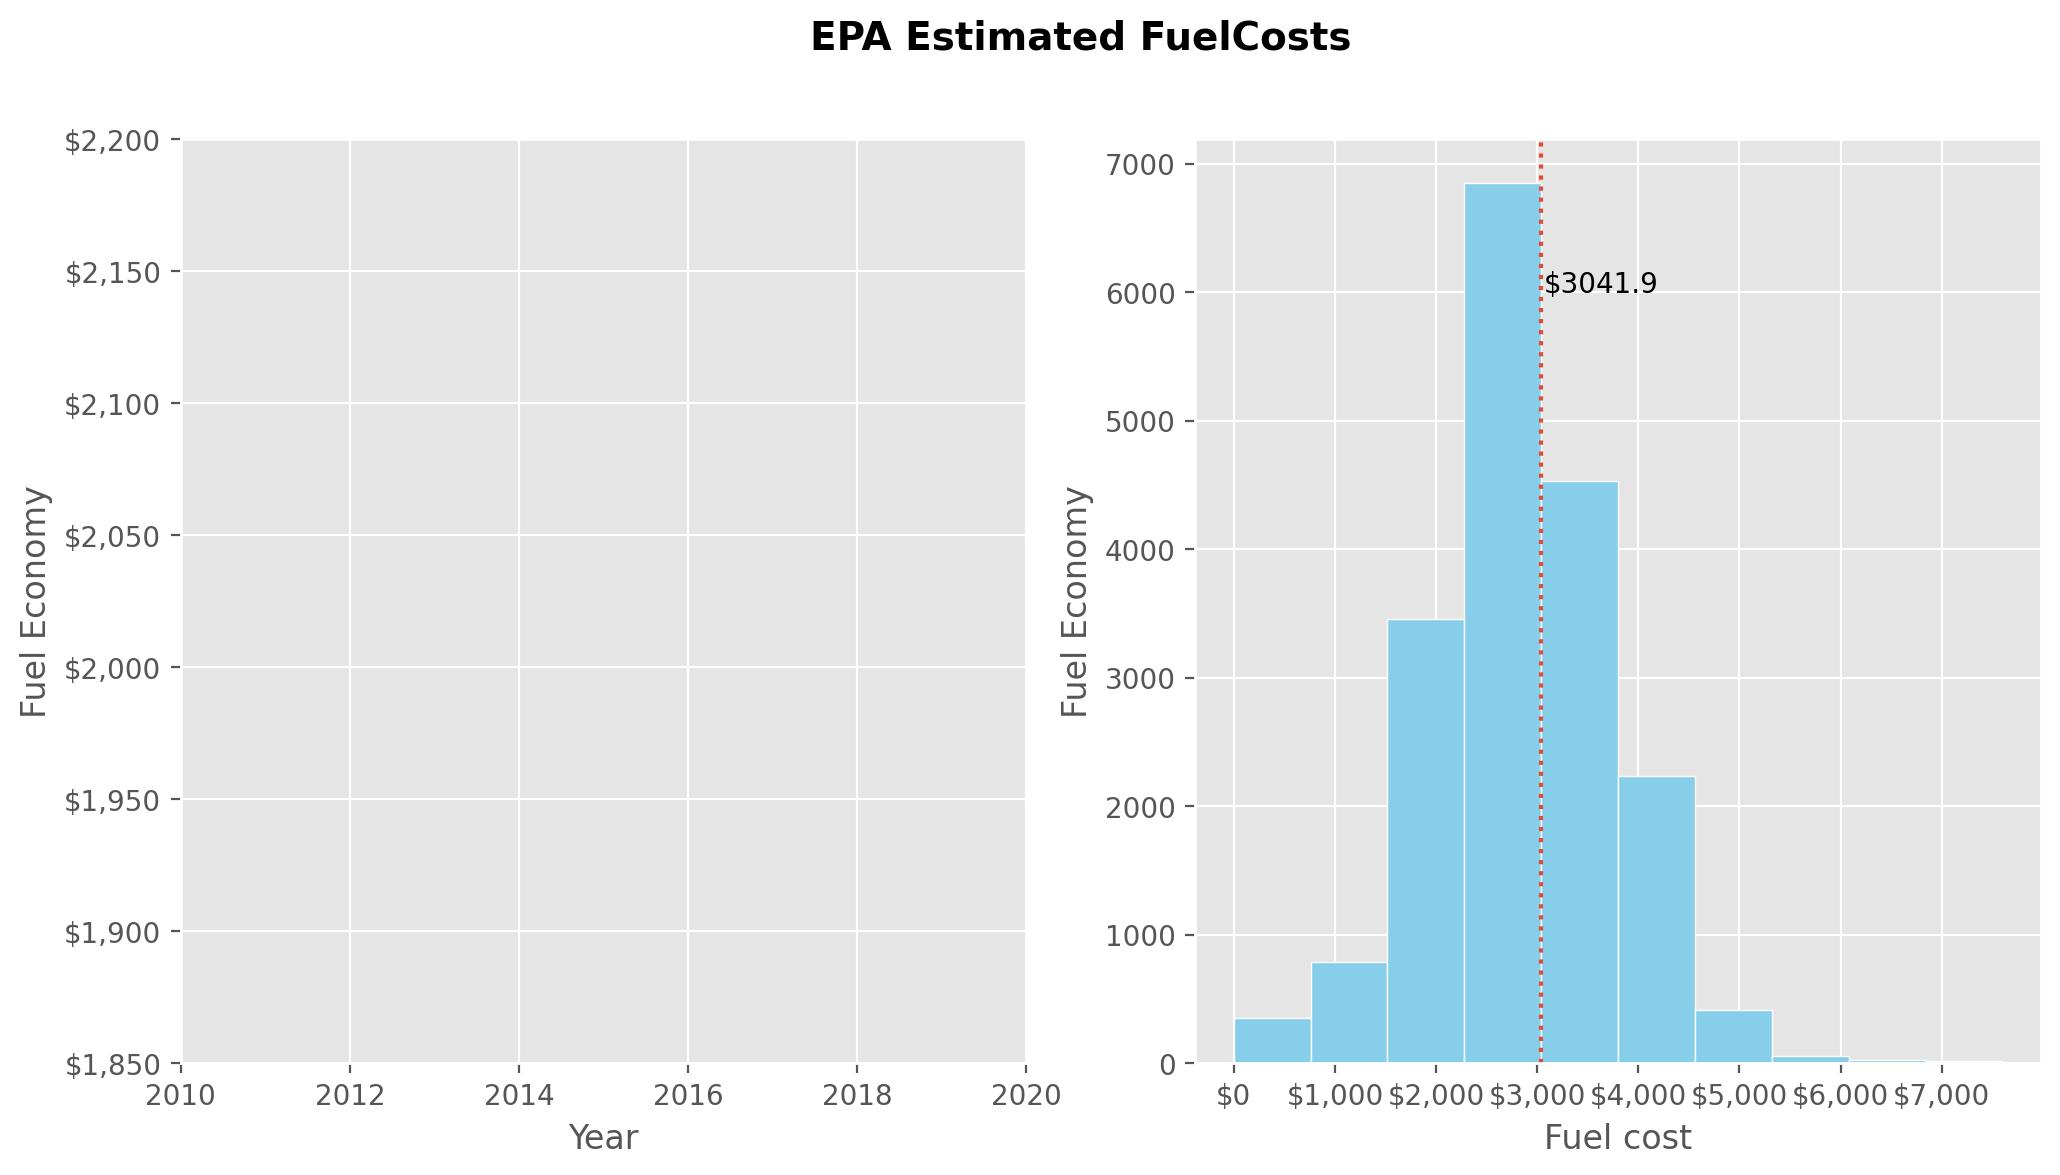 EPA Estimated FuelCosts
Fuel Economy
$2,200
$2,150
$2,100
$2,050
$2,000
$1,950
$1,900
$1,850
2010 2012 2014 2016 2018 2020
Year
Fuel Economy
7000
6000
5000
4000
3000
2000
1000
0
$3041.9
$0 $1,000 $2,000 $3,000 $4,000 $5,000 $6,000 $7,000
Fuel cost